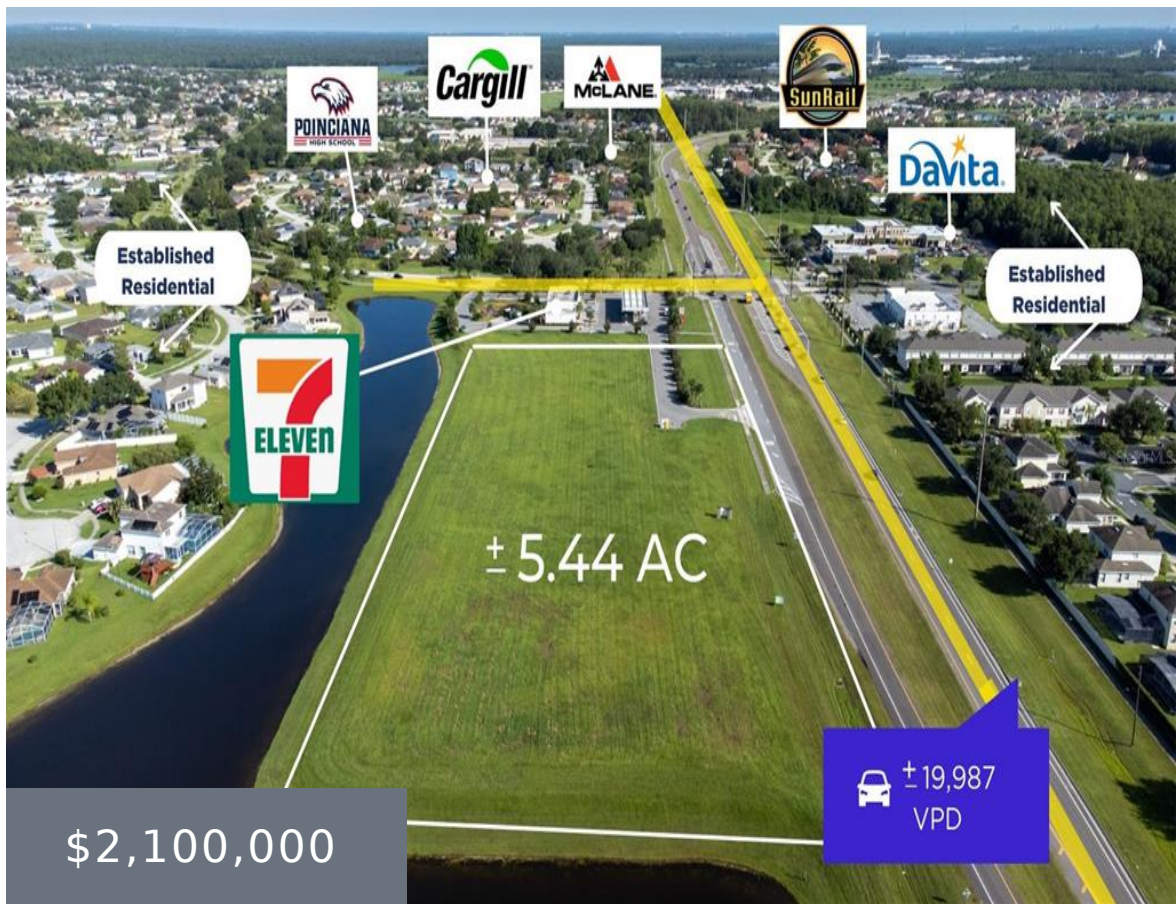 POINCIANA
HIGH SCHOOL
Cargill
McLANE
SunRail
DaVita.
Established
Residential
Established
Residential
7
ELEVEN
± 5.44 AC
± 19,987
VPD
$2,100,000